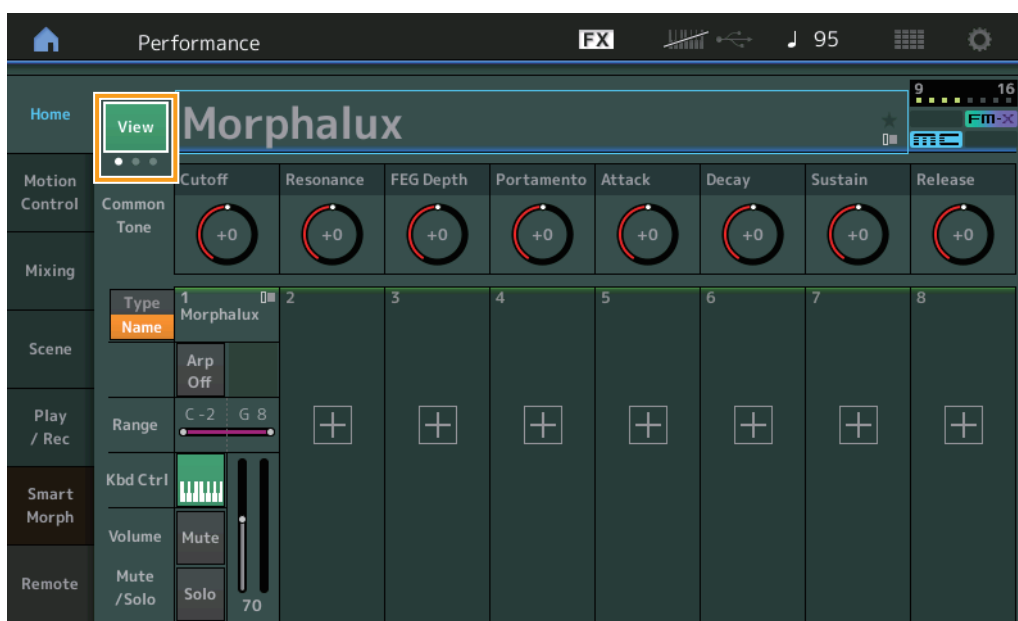 Performance
FX
95
Home
View
Morphalux
9 16
FM-X
MC
Motion
Control
Mixing
Scene
Play
/ Rec
Smart
Morph
Remote
Common
Tone
Cutoff Resonance FEG Depth Portamento Attack Decay Sustain Release
+0 +0 +0 +0 +0 +0 +0 +0
Type
Name
1 2 3 4 5 6 7 8
Morphalux
Arp
Off
Range
C -2 G 8
Kbd Ctrl
Volume
Mute
Mute
/Solo
Solo
70